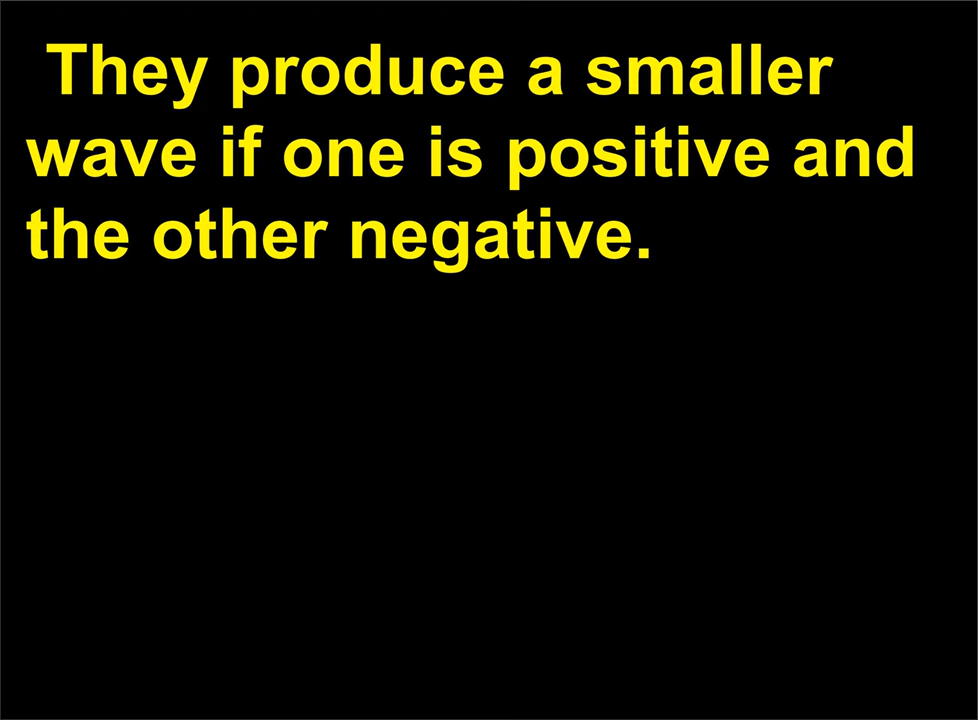 They produce a smaller
wave if one is positive and
the other negative.